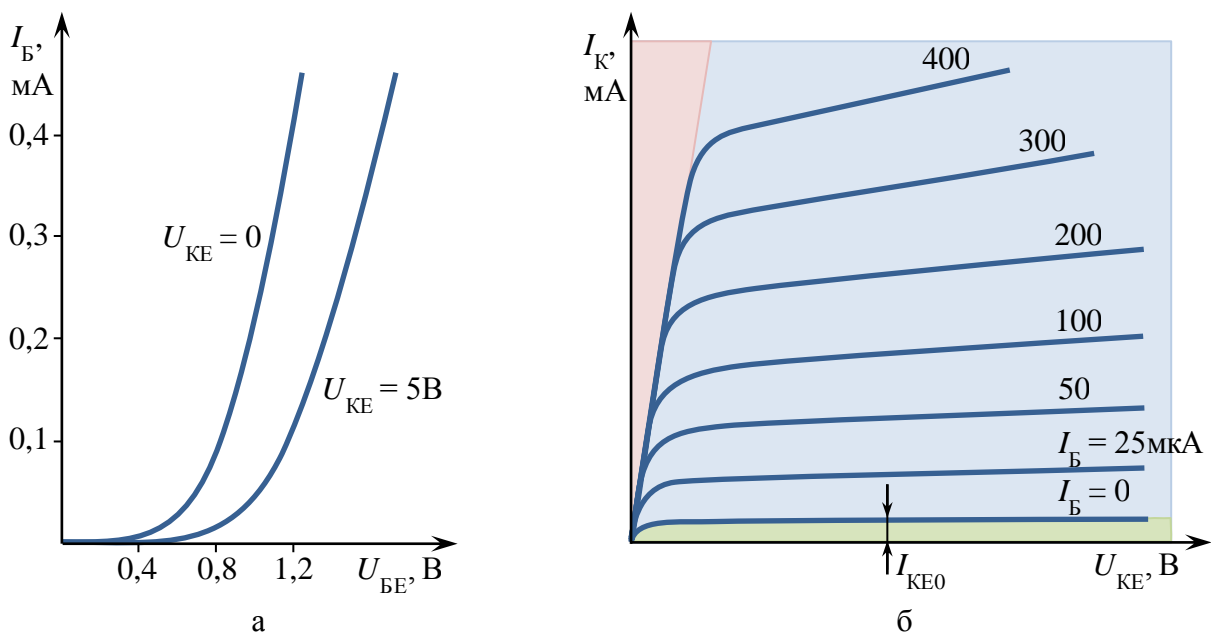 I_Б,
мА
0,4
0,3
0,2
0,1
U_КЕ = 0
U_КЕ = 5В
0,4 0,8 1,2 U_БЕ, В
а
I_К,
мА
400
300
200
100
50
I_Б = 25мкА
I_Б = 0
I_КЕ0
U_КЕ, В
б